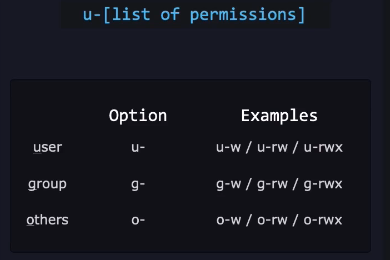 u-[list of permissions]
Option Examples
user u- u-w / u-rw / u-rwx
group g- g-w / g-rw / g-rwx
others o- o-w / o-rw / o-rwx